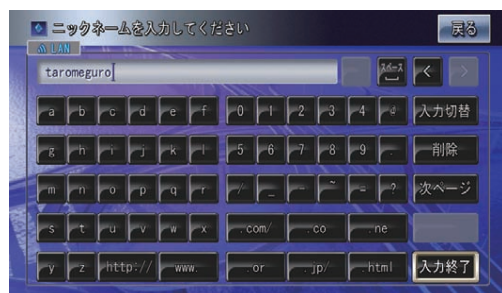 ニックネームを入力してください 戻る
LAN
taromeguro スペース < >
a b c d e f 0 1 2 3 4 @ 入力切替
g h i j k l 5 6 7 8 9 . 削除
m n o p q r / _ - ~ = ? 次ページ
s t u v w x .com/ .co .ne
y z http:// www. .or .jp/ .html 入力終了